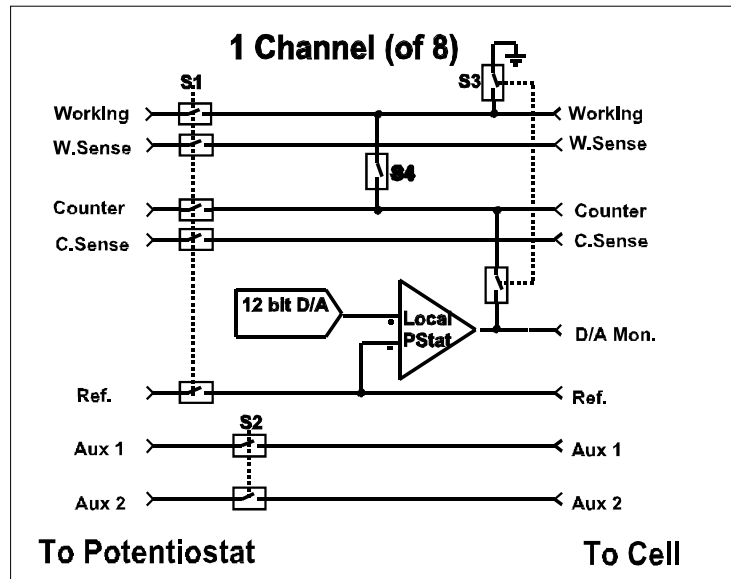 1 Channel (of 8)
S1
S3
Working
Working
W.Sense
W.Sense
S4
Counter
Counter
C.Sense
C.Sense
12 bit D/A
Local
PStat
D/A Mon.
Ref.
Ref.
S2
Aux 1
Aux 1
Aux 2
Aux 2
To Potentiostat
To Cell